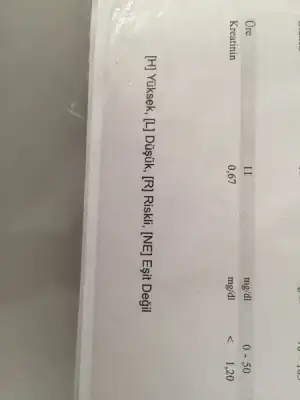 Üre 11 mg/dl 0 - 50
Kreatinin 0,67 mg/dl < 1,20
[H] Yüksek, [L] Düşük, [R] Riskli, [NE] Eşit Değil